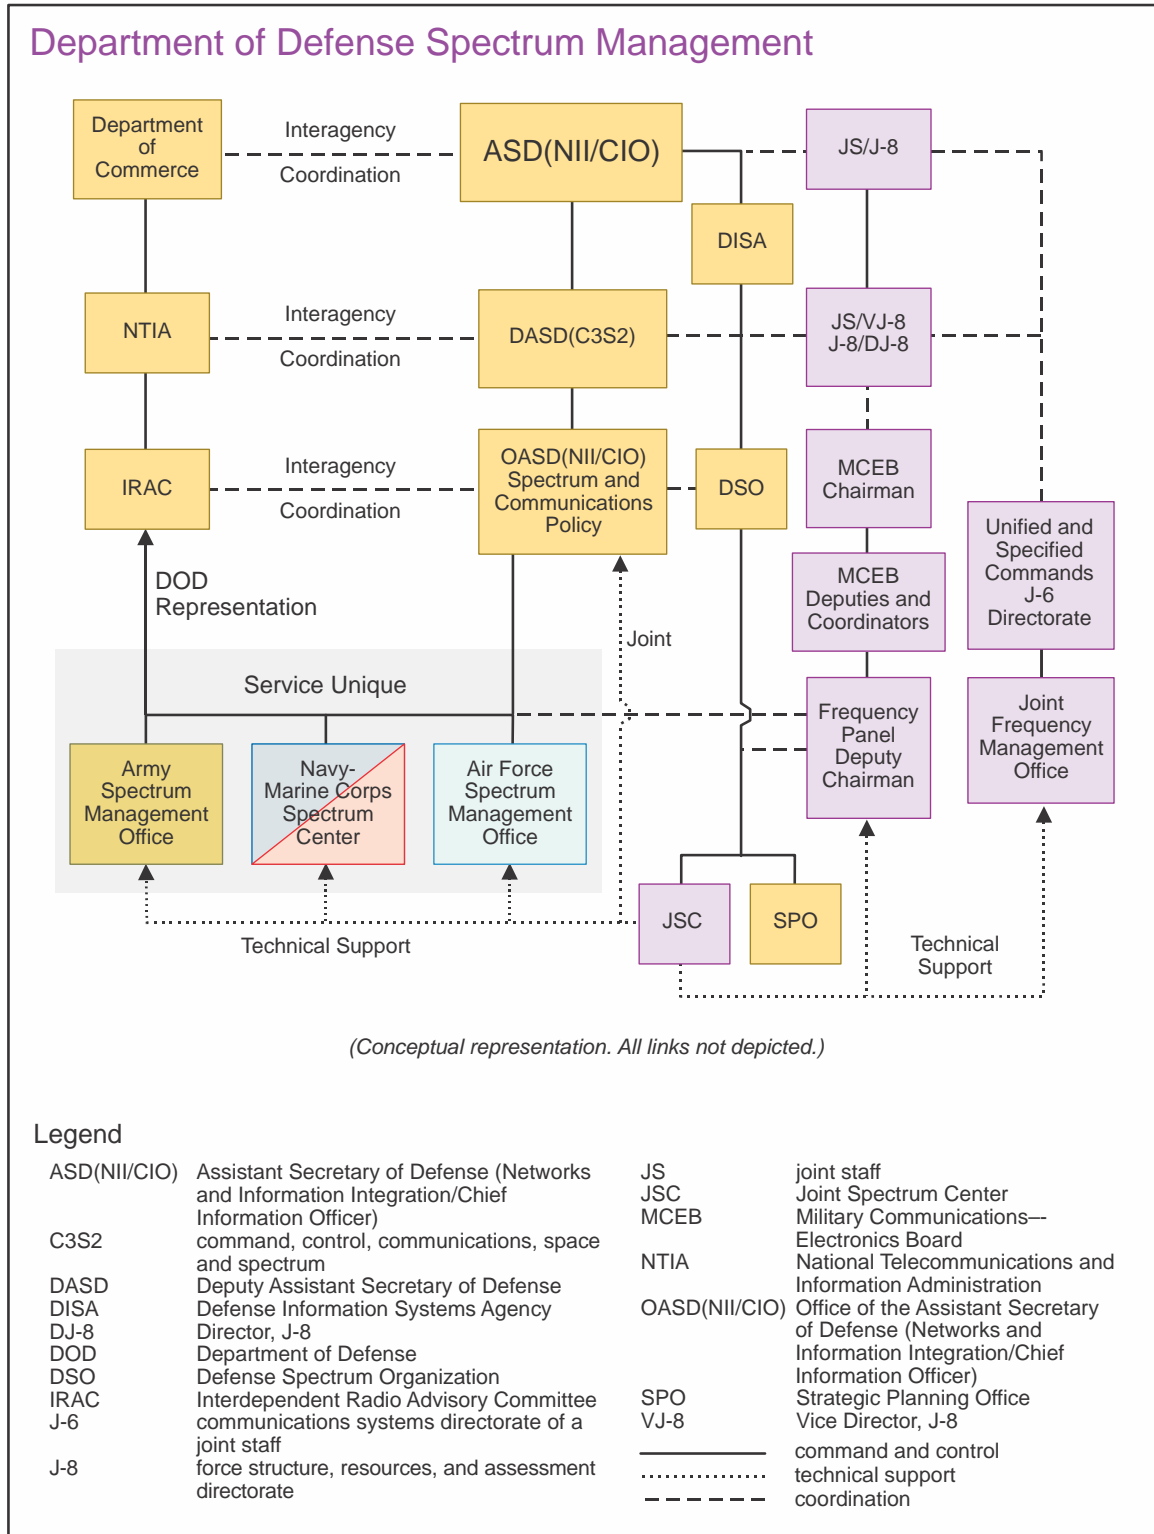 Department of Defense Spectrum Management
Department
of
Commerce
Interagency
Coordination
ASD(NII/CIO)
JS/J-8
DISA
NTIA
Interagency
Coordination
DASD(C3S2)
JS/VJ-8
J-8/DJ-8
IRAC
Interagency
Coordination
OASD(NII/CIO)
Spectrum and
Communications
Policy
DSO
MCEB
Chairman
Unified and
Specified
Commands
J-6
Directorate
DOD
Representation
MCEB
Deputies and
Coordinators
Joint
Service Unique
Frequency
Panel
Deputy
Chairman
Joint
Frequency
Management
Office
Army
Spectrum
Management
Office
Navy-
Marine Corps
Spectrum
Center
Air Force
Spectrum
Management
Office
JSC
SPO
Technical Support
Technical
Support
(Conceptual representation. All links not depicted.)
Legend
ASD(NII/CIO) Assistant Secretary of Defense (Networks
and Information Integration/Chief
Information Officer)
C3S2 command, control, communications, space
and spectrum
DASD Deputy Assistant Secretary of Defense
DISA Defense Information Systems Agency
DJ-8 Director, J-8
DOD Department of Defense
DSO Defense Spectrum Organization
IRAC Interdependent Radio Advisory Committee
J-6 communications systems directorate of a
joint staff
J-8 force structure, resources, and assessment
directorate
JS joint staff
JSC Joint Spectrum Center
MCEB Military Communications–-
Electronics Board
NTIA National Telecommunications and
Information Administration
OASD(NII/CIO) Office of the Assistant Secretary
of Defense (Networks and
Information Integration/Chief
Information Officer)
SPO Strategic Planning Office
VJ-8 Vice Director, J-8
command and control
technical support
coordination